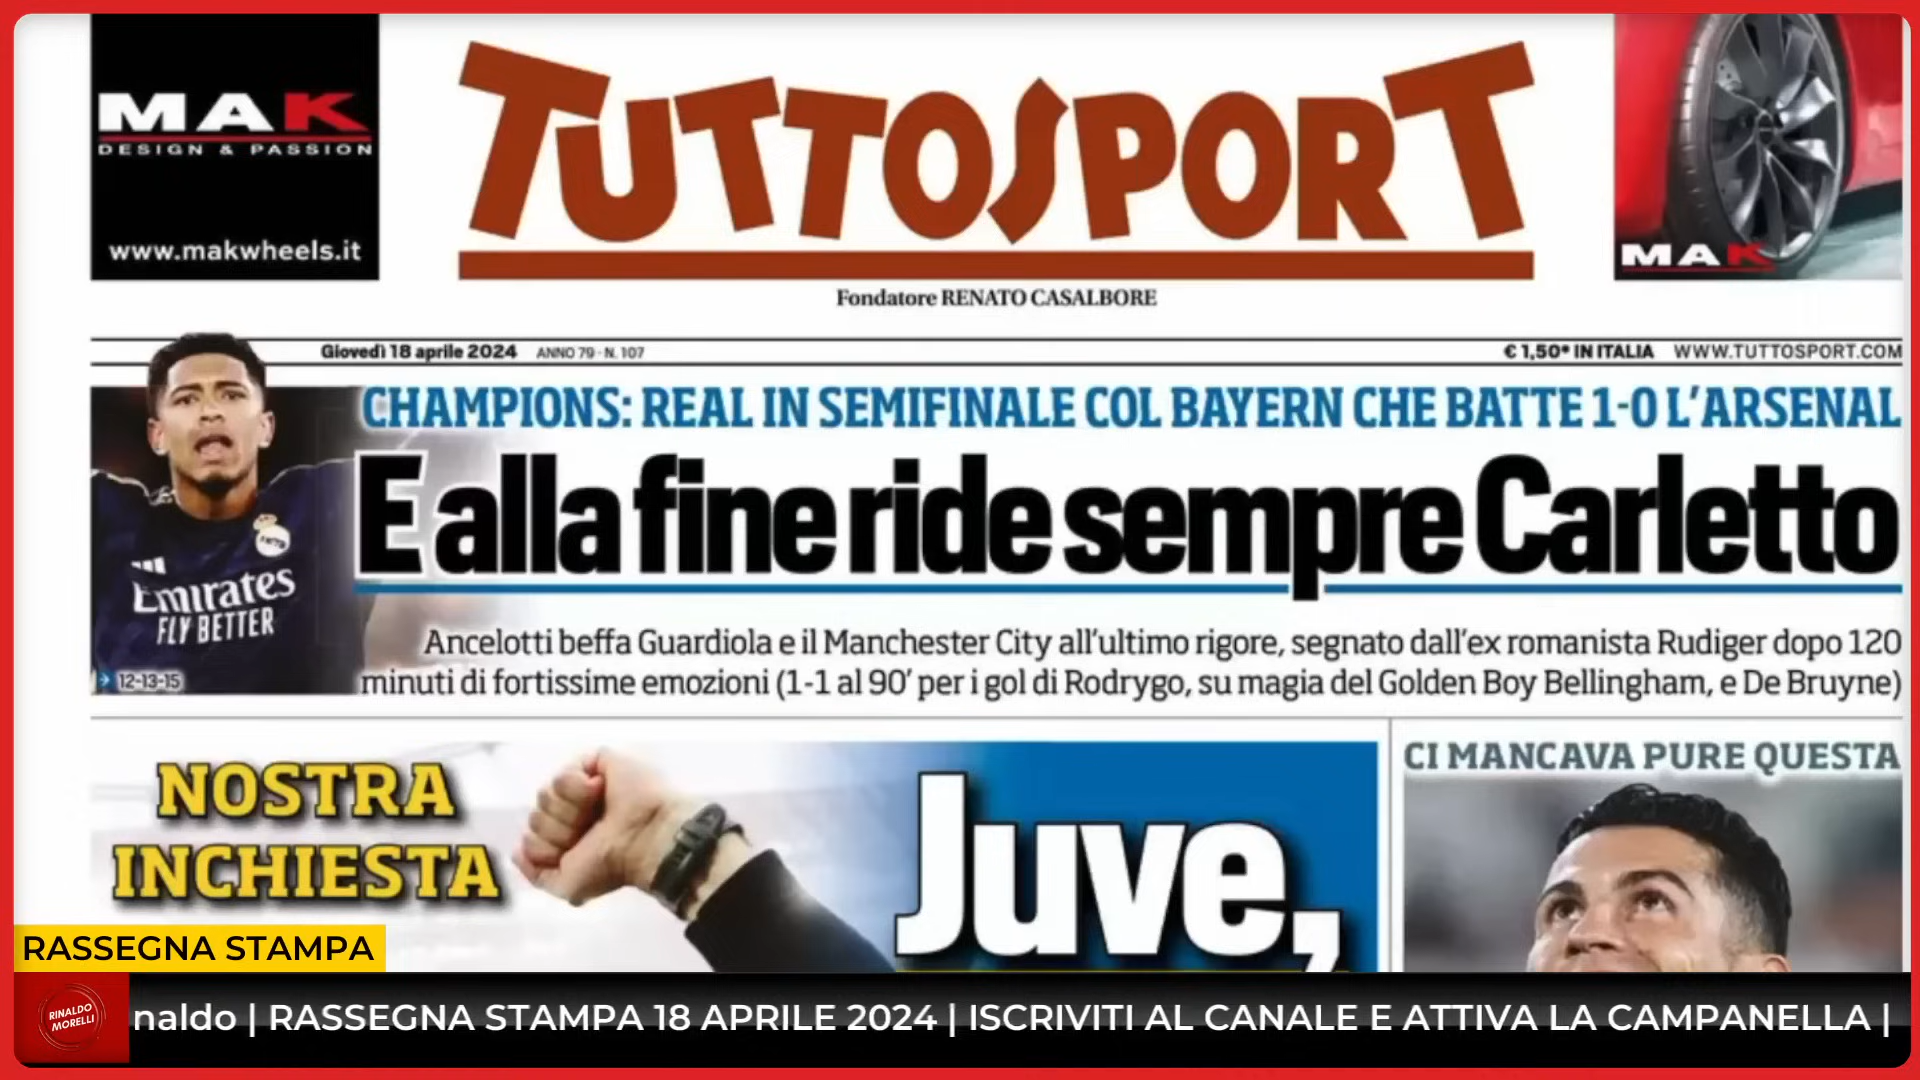 MAK
DESIGN & PASSION
www.makwheels.it
TUTTOSPORT
MAK
Fondatore RENATO CASALBORE
Giovedì 18 aprile 2024 ANNO 79 - N. 107
€ 1,50* IN ITALIA WWW.TUTTOSPORT.COM
CHAMPIONS: REAL IN SEMIFINALE COL BAYERN CHE BATTE 1-0 L'ARSENAL
E alla fine ride sempre Carletto
Emirates
FLY BETTER
12-13-15
Ancelotti beffa Guardiola e il Manchester City all'ultimo rigore, segnato dall'ex romanista Rudiger dopo 120
minuti di fortissime emozioni (1-1 al 90' per i gol di Rodrygo, su magia del Golden Boy Bellingham, e De Bruyne)
NOSTRA
INCHIESTA
Juve,
CI MANCAVA PURE QUESTA
RASSEGNA STAMPA
RINALDO
MORELLI
naldo | RASSEGNA STAMPA 18 APRILE 2024 | ISCRIVITI AL CANALE E ATTIVA LA CAMPANELLA |